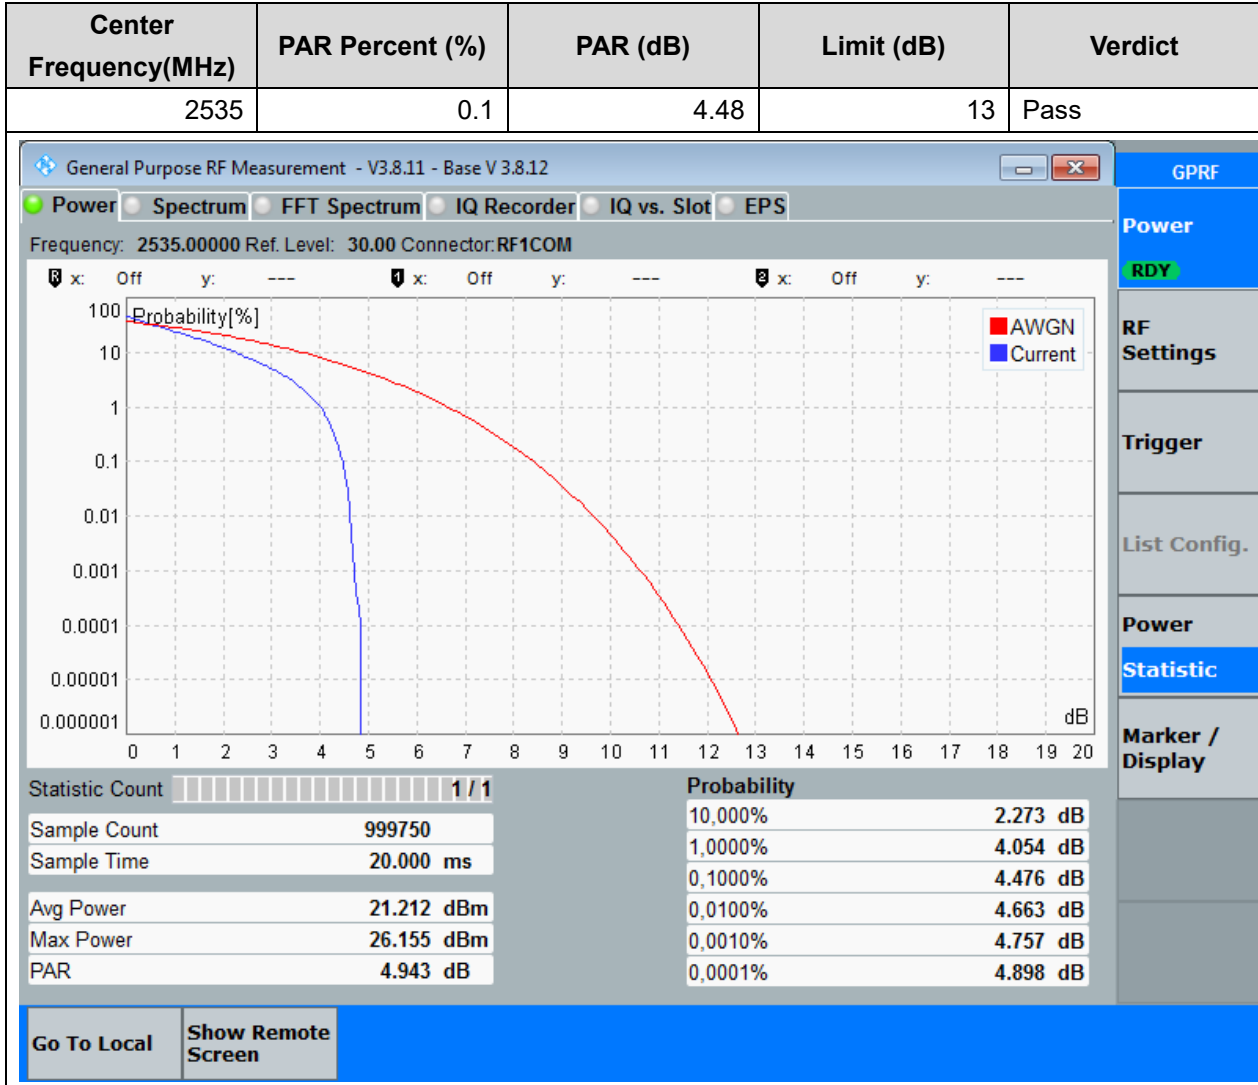 Center Frequency(MHz) PAR Percent (%) PAR (dB) Limit (dB) Verdict
2535 0.1 4.48 13 Pass
General Purpose RF Measurement - V3.8.11 - Base V 3.8.12
GPRF
Power Spectrum FFT Spectrum IQ Recorder IQ vs. Slot EPS
Frequency: 2535.00000 Ref. Level: 30.00 Connector: RF1COM
R x: Off y: --- 1 x: Off y: --- 2 x: Off y: ---
Probability[%]
AWGN
Current
100
10
1
0.1
0.01
0.001
0.0001
0.00001
0.000001
dB
0 1 2 3 4 5 6 7 8 9 10 11 12 13 14 15 16 17 18 19 20
Statistic Count 1 / 1
Sample Count 999750
Sample Time 20.000 ms
Avg Power 21.212 dBm
Max Power 26.155 dBm
PAR 4.943 dB
Probability
10,000% 2.273 dB
1,0000% 4.054 dB
0,1000% 4.476 dB
0,0100% 4.663 dB
0,0010% 4.757 dB
0,0001% 4.898 dB
Power
RDY
RF
Settings
Trigger
List Config.
Power
Statistic
Marker /
Display
Go To Local
Show Remote
Screen